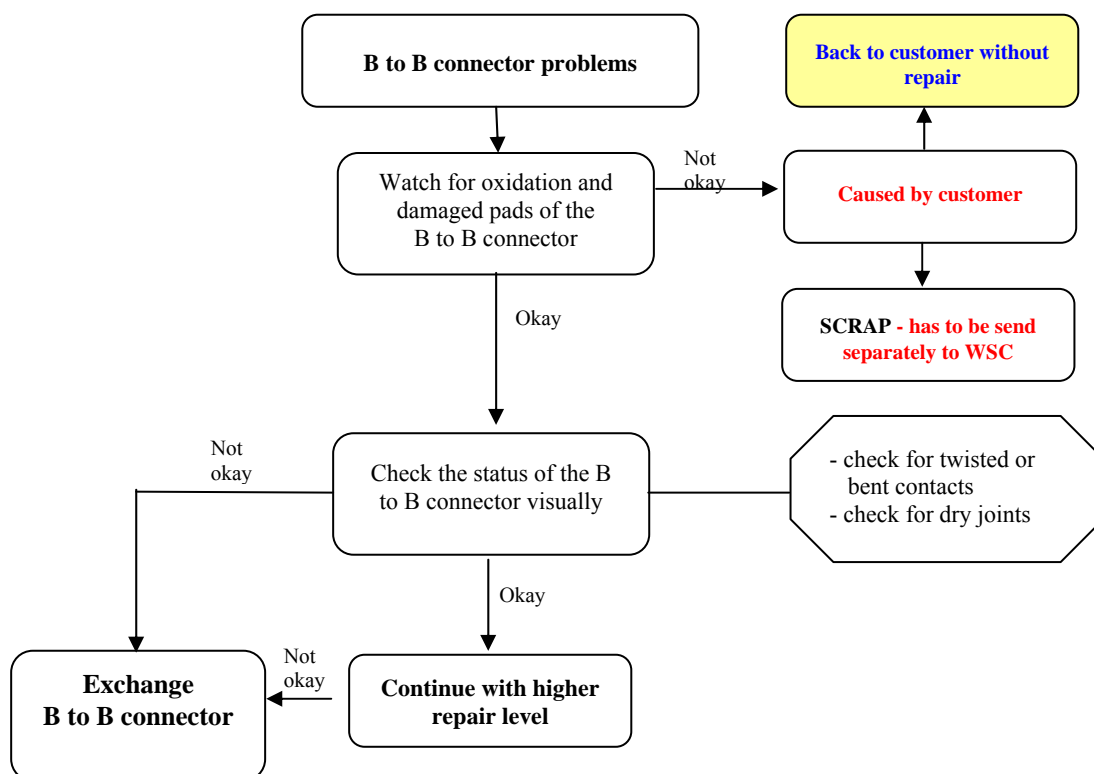 B to B connector problems
Back to customer without
repair
Not
okay
Watch for oxidation and
damaged pads of the
B to B connector
Caused by customer
Okay
SCRAP - has to be send
separately to WSC
Not
okay
Check the status of the B
to B connector visually
- check for twisted or
bent contacts
- check for dry joints
Okay
Exchange
B to B connector
Not
okay
Continue with higher
repair level